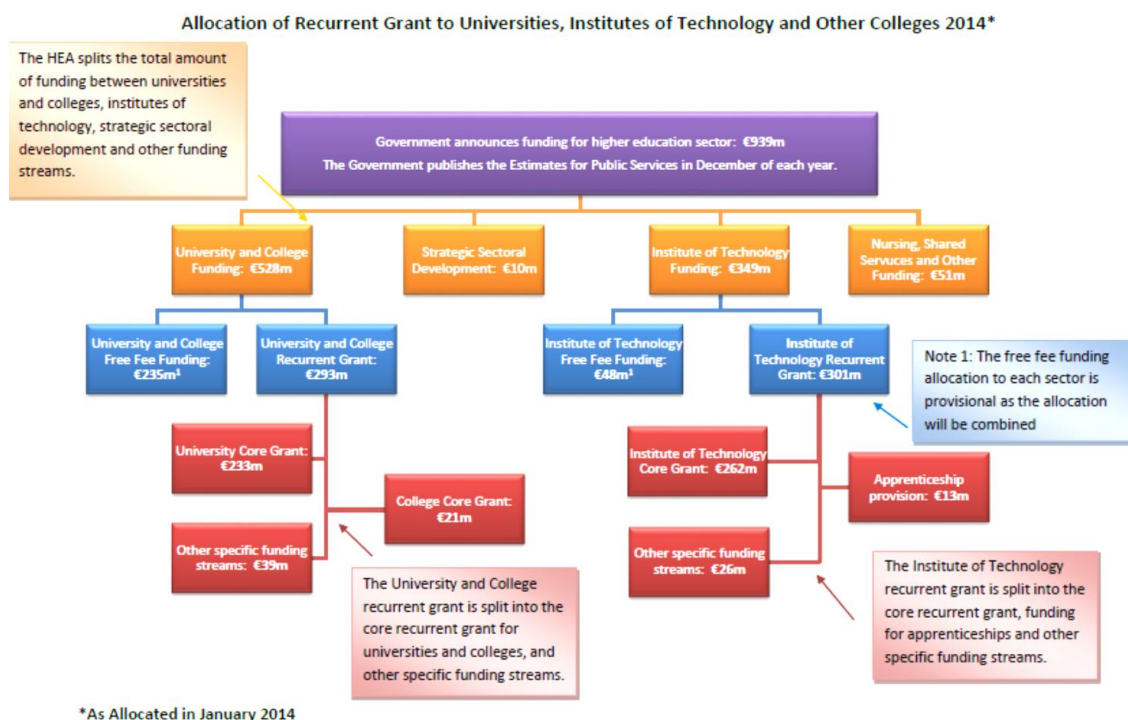 Allocation of Recurrent Grant to Universities, Institutes of Technology and Other Colleges 2014*
The HEA splits the total amount
of funding between universities
and colleges, institutes of
technology, strategic sectoral
development and other funding
streams.
Government announces funding for higher education sector: €939m
The Government publishes the Estimates for Public Services in December of each year.
University and College
Funding: €528m
Strategic Sectoral
Development: €10m
Institute of Technology
Funding: €349m
Nursing, Shared
Servuces and Other
Funding: €51m
University and College
Free Fee Funding:
€235m¹
University and College
Recurrent Grant:
€293m
Institute of Technology
Free Fee Funding:
€48m¹
Institute of
Technology Recurrent
Grant: €301m
Note 1: The free fee funding
allocation to each sector is
provisional as the allocation
will be combined
University Core Grant:
€233m
College Core Grant:
€21m
Other specific funding
streams: €39m
Institute of Technology
Core Grant: €262m
Apprenticeship
provision: €13m
Other specific funding
streams: €26m
The University and College
recurrent grant is split into the
core recurrent grant for
universities and colleges, and
other specific funding streams.
The Institute of Technology
recurrent grant is split into the
core recurrent grant, funding
for apprenticeships and other
specific funding streams.
*As Allocated in January 2014